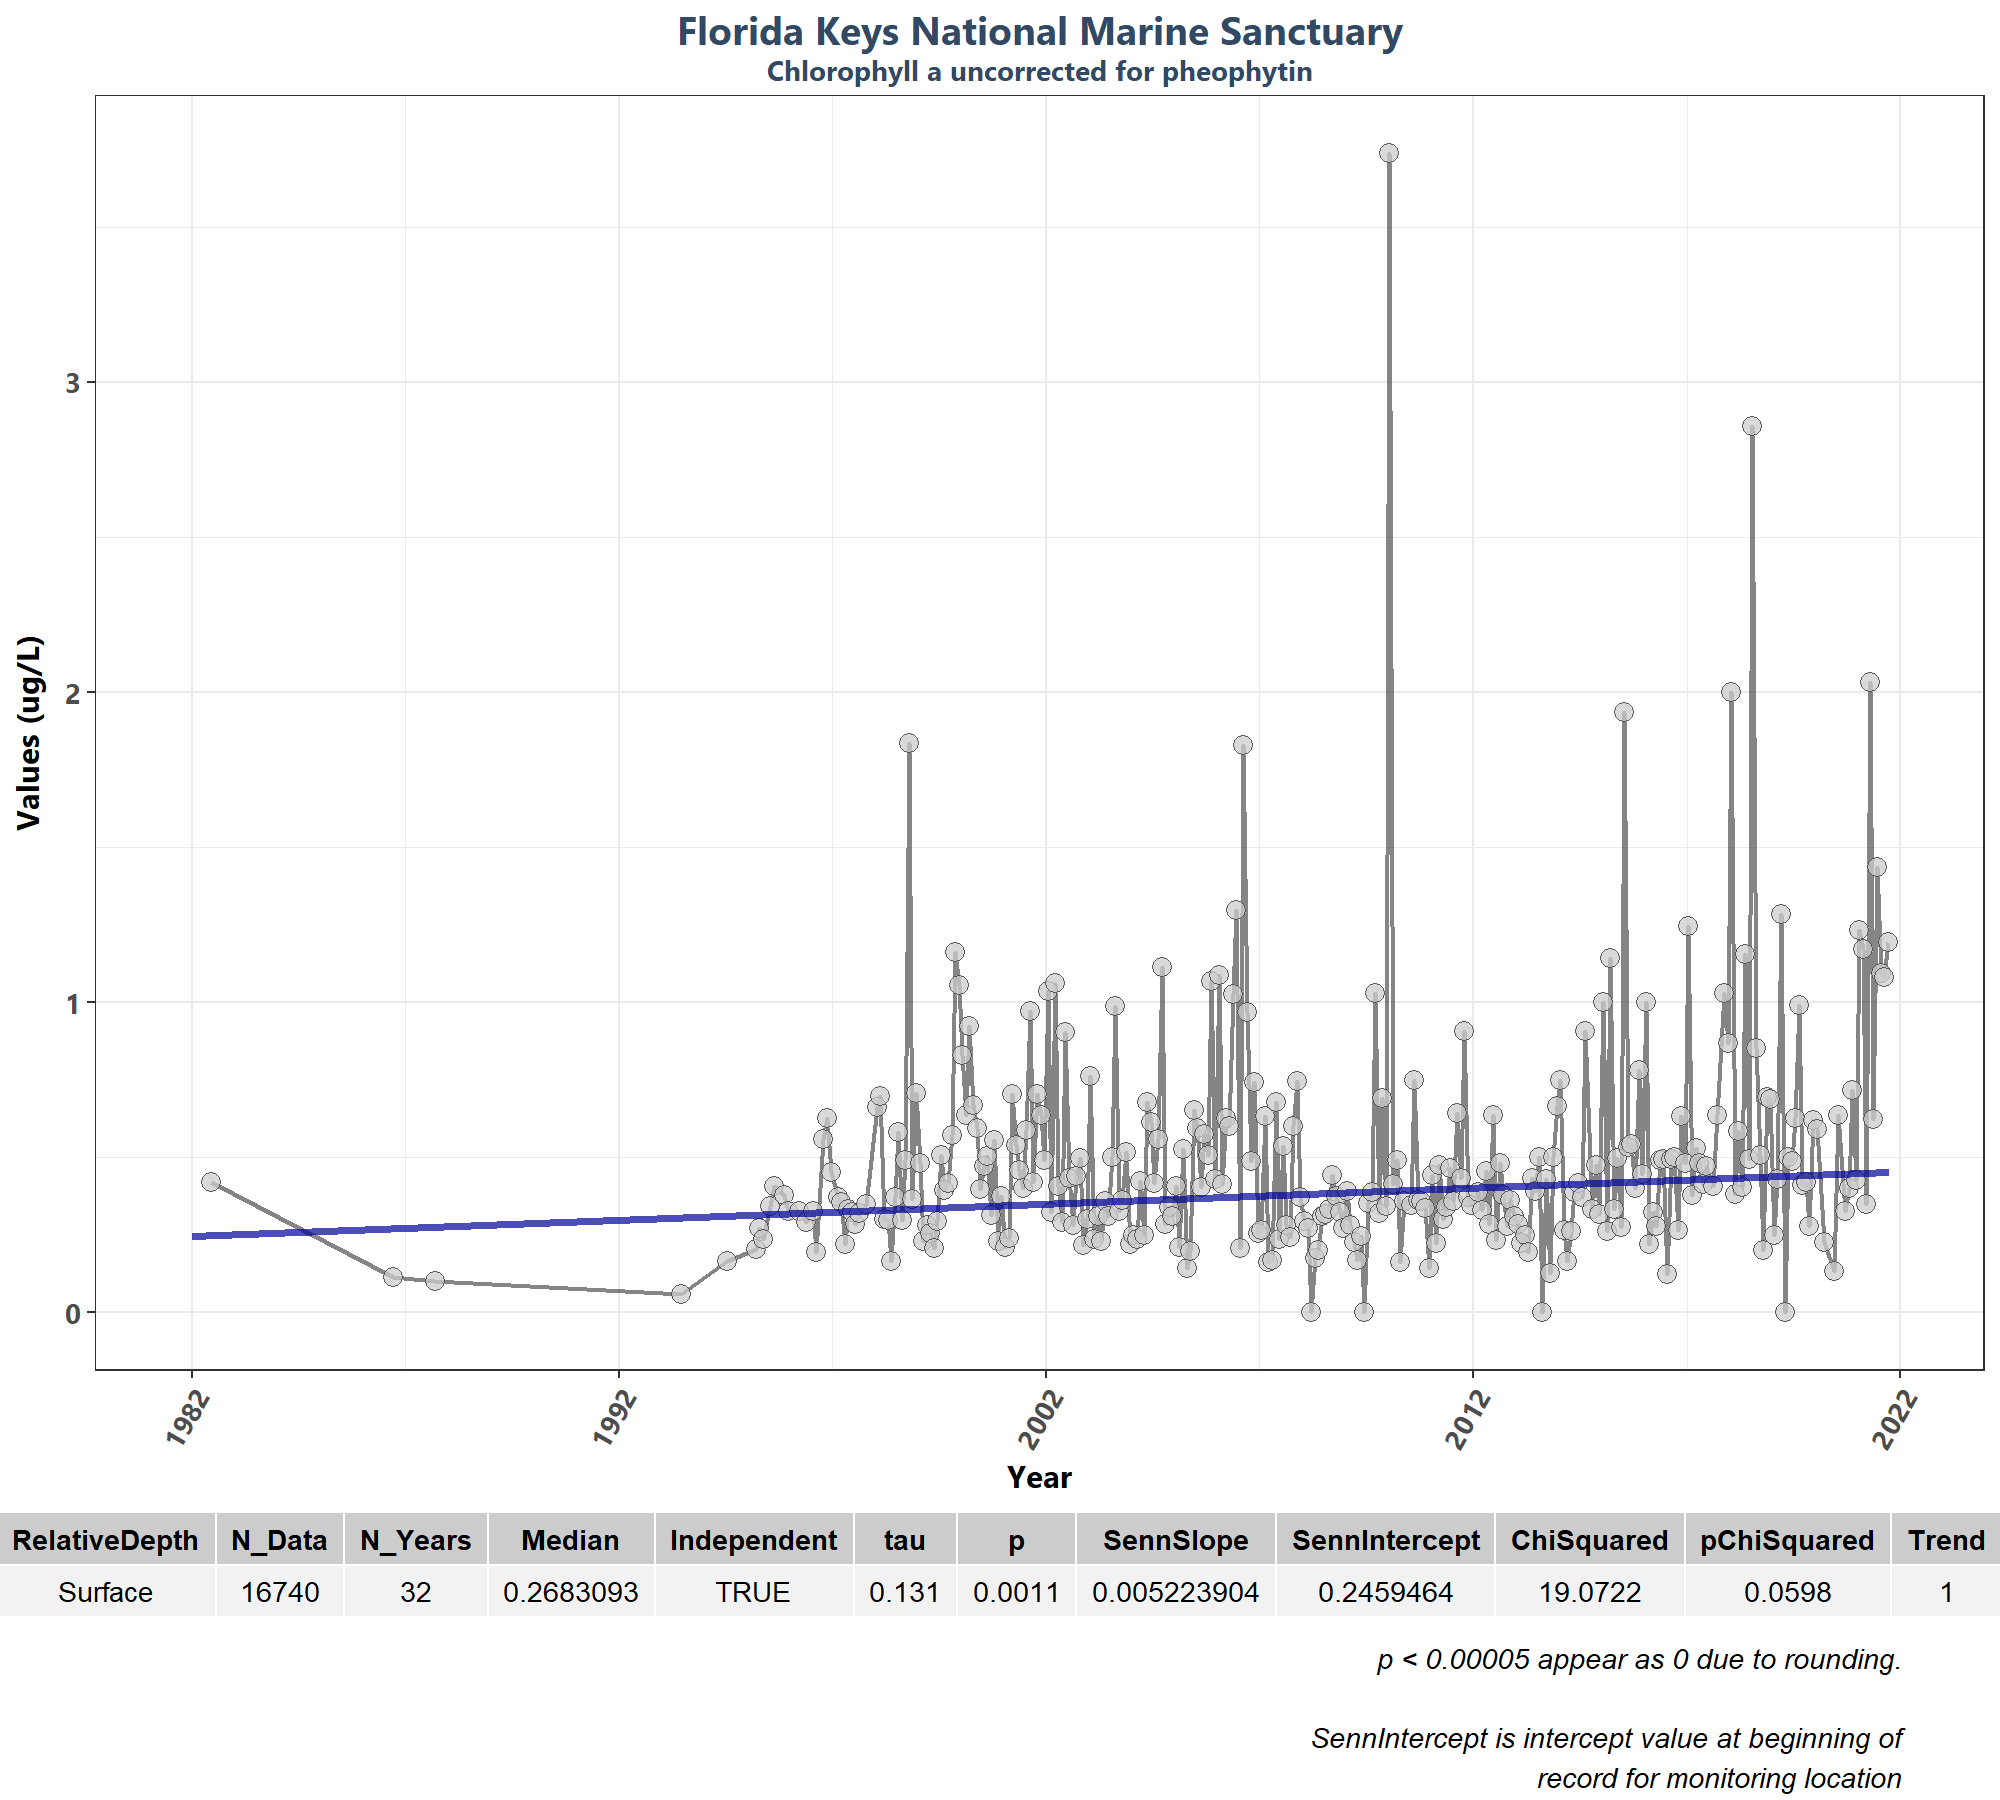 Florida Keys National Marine Sanctuary
Chlorophyll a uncorrected for pheophytin
Values (ug/L)
3
2
1
0
1982
1992
2002
2012
2022
Year
RelativeDepth N_Data N_Years Median Independent tau p SennSlope SennIntercept ChiSquared pChiSquared Trend
Surface 16740 32 0.2683093 TRUE 0.131 0.0011 0.005223904 0.2459464 19.0722 0.0598 1
p < 0.00005 appear as 0 due to rounding.
SennIntercept is intercept value at beginning of
record for monitoring location